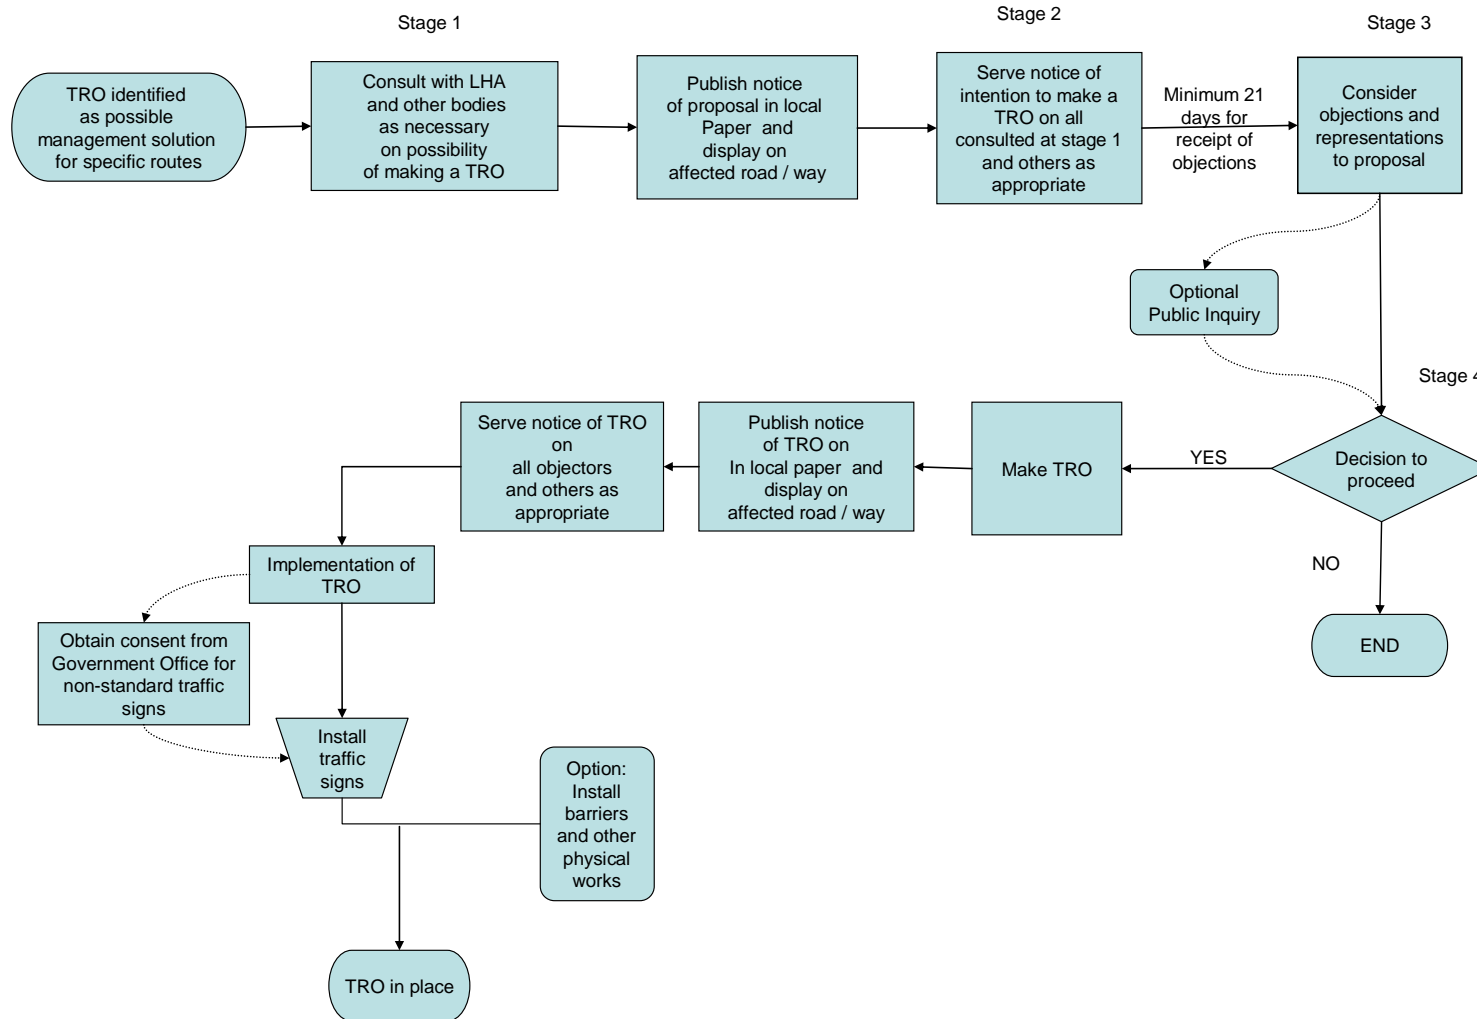 Stage 1
Stage 2
Stage 3
TRO identified
as possible
management solution
for specific routes
Consult with LHA
and other bodies
as necessary
on possibility
of making a TRO
Publish notice
of proposal in local
Paper and
display on
affected road / way
Serve notice of
intention to make a
TRO on all
consulted at stage 1
and others as
appropriate
Minimum 21
days for
receipt of
objections
Consider
objections and
representations
to proposal
Optional
Public Inquiry
Stage 4
Decision to
proceed
YES
Make TRO
Publish notice
of TRO on
In local paper and
display on
affected road / way
Serve notice of TRO
on
all objectors
and others as
appropriate
NO
END
Implementation of
TRO
Obtain consent from
Government Office for
non-standard traffic
signs
Install
traffic
signs
Option:
Install
barriers
and other
physical
works
TRO in place